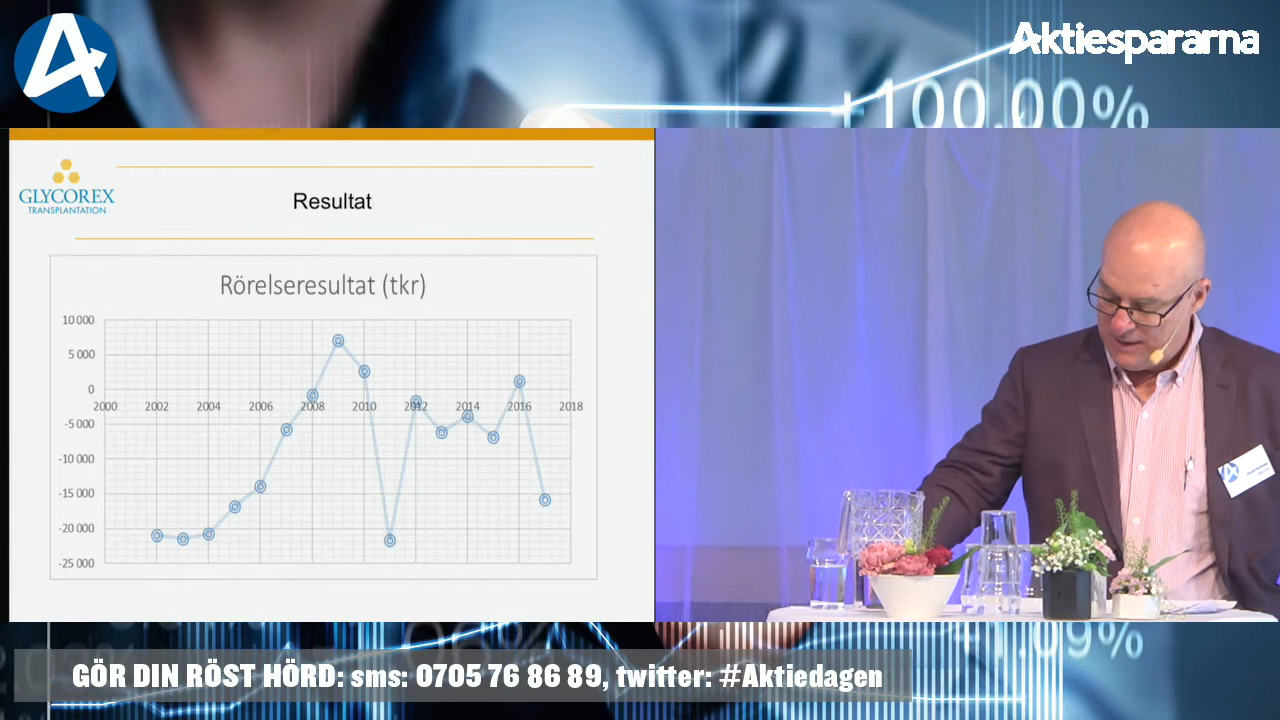 Aktiespararna
+100.00%
GLYCOREX
TRANSPLANTATION
Resultat
Rörelseresultat (tkr)
10 000
5 000
0
2000 2002 2004 2006 2008 2010 2012 2014 2016 2018
-5 000
-10 000
-15 000
-20 000
-25 000
+1.09%
GÖR DIN RÖST HÖRD: sms: 0705 76 86 89, twitter: #Aktiedagen